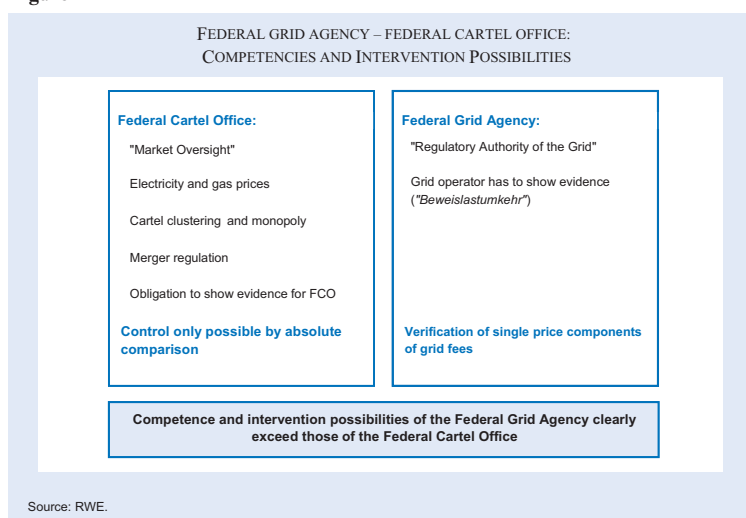 FEDERAL GRID AGENCY – FEDERAL CARTEL OFFICE:
COMPETENCIES AND INTERVENTION POSSIBILITIES
Federal Cartel Office:
"Market Oversight"
Electricity and gas prices
Cartel clustering and monopoly
Merger regulation
Obligation to show evidence for FCO
Control only possible by absolute
comparison
Federal Grid Agency:
"Regulatory Authority of the Grid"
Grid operator has to show evidence
("Beweislastumkehr")
Verification of single price components
of grid fees
Competence and intervention possibilities of the Federal Grid Agency clearly
exceed those of the Federal Cartel Office
Source: RWE.